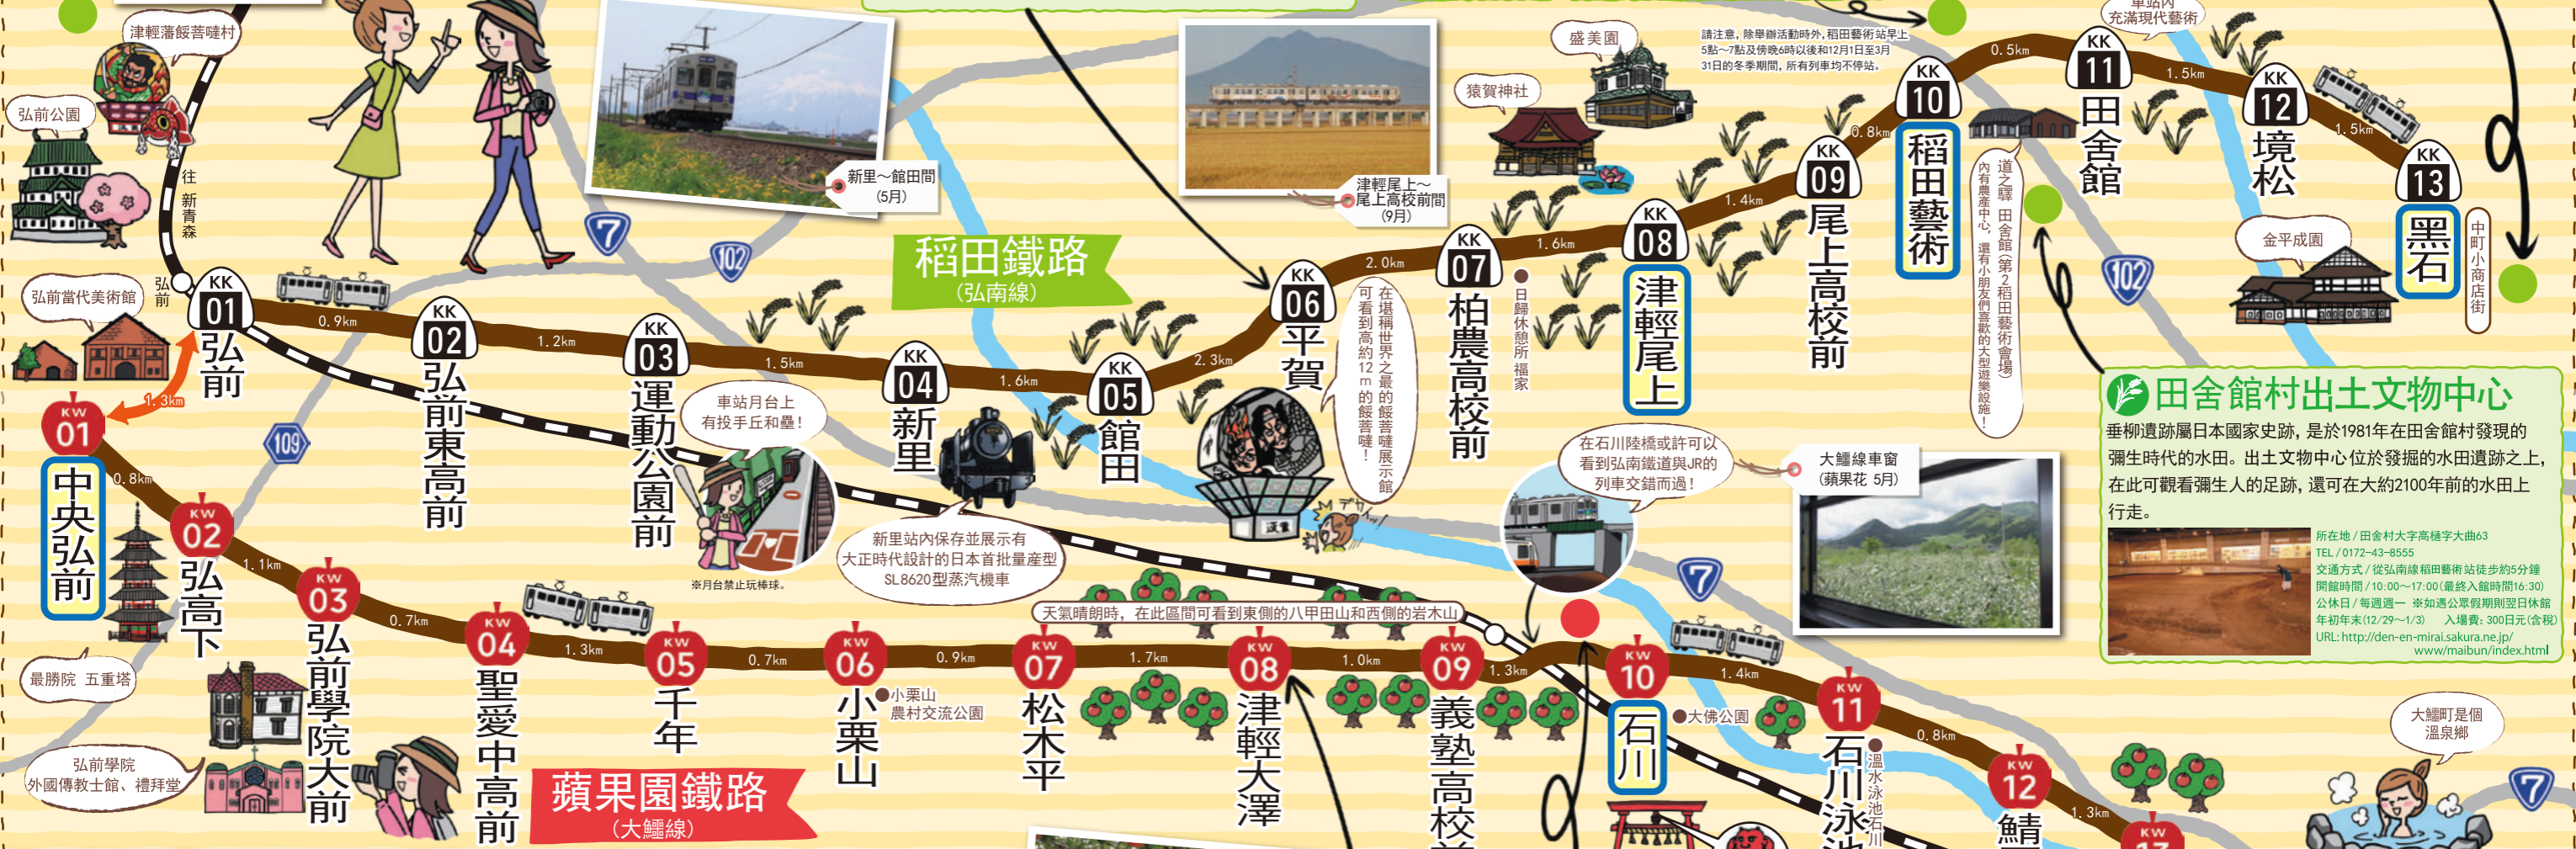 津輕藩餒菩噠村
弘前公園
往 新青森
弘前
弘前當代美術館
1.3km
新里～館田間
(5月)
津輕尾上～
尾上高校前間
(9月)
盛美園
猿賀神社
請注意，除舉辦活動時外，稻田藝術站早上
5點～7點及傍晚6時以後和12月1日至3月
31日的冬季期間，所有列車均不停站。
車站內
充滿現代藝術
7
102
稻田鐵路
(弘南線)
KK
01
弘前
0.9km
KK
02
弘前東高前
1.2km
KK
03
運動公園前
1.5km
KK
04
新里
1.6km
KK
05
館田
2.3km
KK
06
平賀
2.0km
KK
07
柏農高校前
1.6km
KK
08
津輕尾上
1.4km
KK
09
尾上高校前
0.8km
KK
10
稻田藝術
0.5km
KK
11
田舍館
1.5km
KK
12
境松
1.5km
KK
13
黑石
中町小商店街
金平成園
102
道之驛 田舍館(第2稻田藝術會場)
內有農產中心，還有小朋友們喜歡的大型遊樂設施！
日歸休憩所 福家
在堪稱世界之最的餒菩噠展示館
可看到高約12m的餒菩噠！
車站月台上
有投手丘和壘！
※月台禁止玩棒球。
新里站內保存並展示有
大正時代設計的日本首批量産型
SL8620型蒸汽機車
在石川陸橋或許可以
看到弘南鐵道與JR的
列車交錯而過！
大鱷線車窗
(蘋果花 5月)
田舍館村出土文物中心
垂柳遺跡屬日本國家史跡，是於1981年在田舍館村發現的
彌生時代的水田。出土文物中心位於發掘的水田遺跡之上，
在此可觀看彌生人的足跡，還可在大約2100年前的水田上
行走。
所在地/田舍村大字高樋字大曲63
TEL/0172-43-8555
交通方式/從弘南線稻田藝術站徒步約5分鐘
開館時間/10:00～17:00(最終入館時間16:30)
公休日/每週週一 ※如遇公眾假期則翌日休館
年初年末(12/29～1/3) 入場費：300日元(含税)
URL:http://den-en-mirai.sakura.ne.jp/
www/maibun/index.html
109
7
天氣晴朗時，在此區間可看到東側的八甲田山和西側的岩木山
KW
01
中央弘前
0.8km
KW
02
弘高下
1.1km
KW
03
弘前學院大前
0.7km
KW
04
聖愛中高前
1.3km
KW
05
千年
0.7km
KW
06
小栗山
小栗山
農村交流公園
0.9km
KW
07
松木平
1.7km
KW
08
津輕大澤
1.0km
KW
09
義塾高校
1.3km
KW
10
石川
大佛公園
1.4km
KW
11
石川泳
溫水泳池石川
0.8km
KW
12
鯖
1.3km
KW
最勝院 五重塔
弘前學院
外國傳教士館、禮拜堂
蘋果園鐵路
(大鱷線)
大鱷町是個
溫泉鄉
7